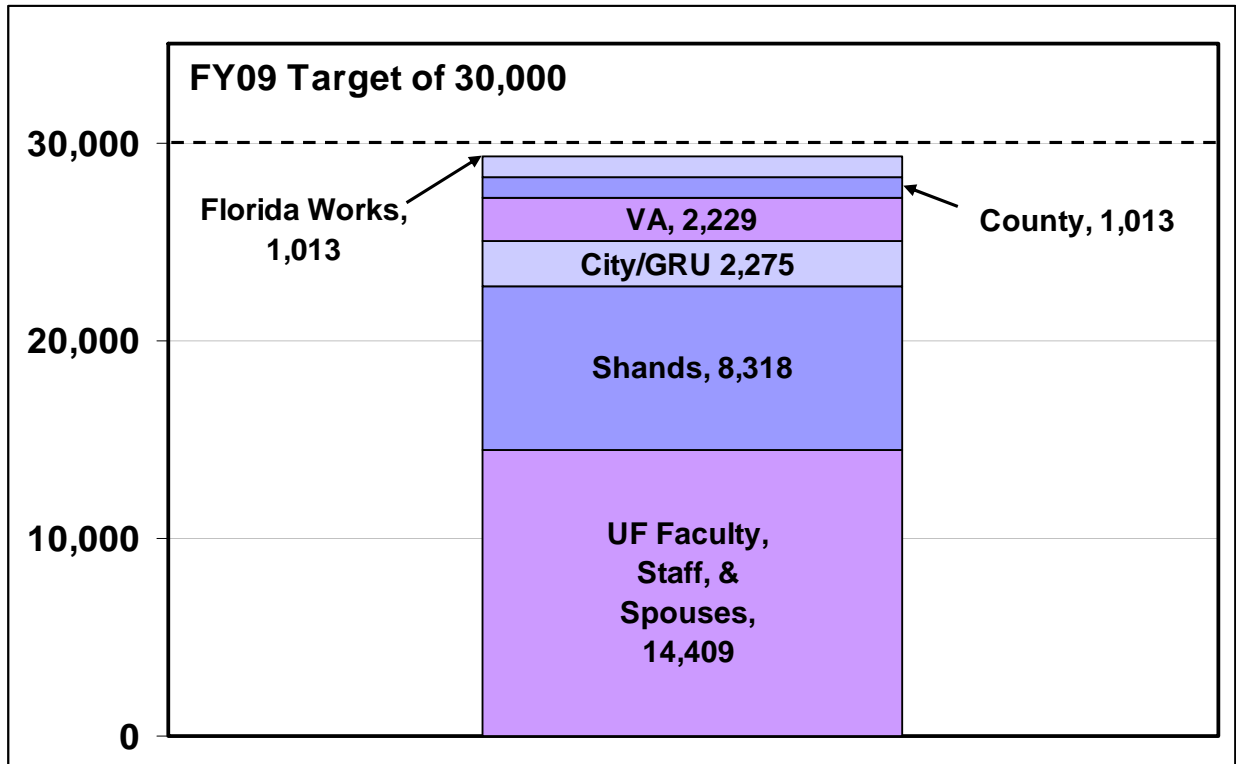 FY09 Target of 30,000
30,000
Florida Works,
1,013
County, 1,013
VA, 2,229
City/GRU 2,275
20,000
Shands, 8,318
10,000
UF Faculty,
Staff, &
Spouses,
14,409
0